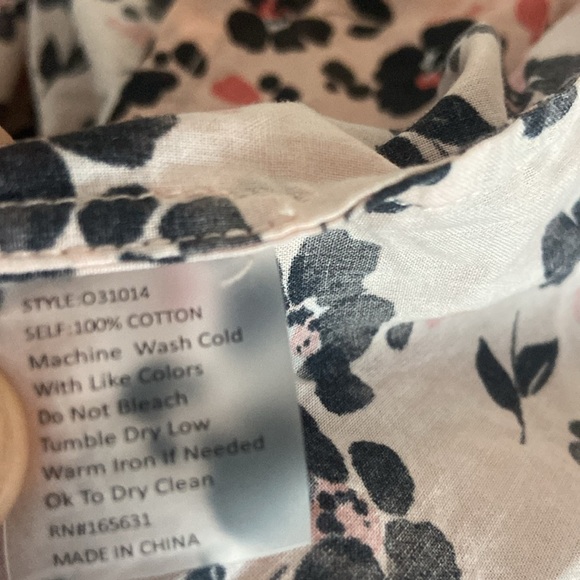 STYLE:O31014
SELF:100% COTTON
Machine Wash Cold
With Like Colors
Do Not Bleach
Tumble Dry Low
Warm Iron If Needed
Ok To Dry Clean
RN#165631
MADE IN CHINA